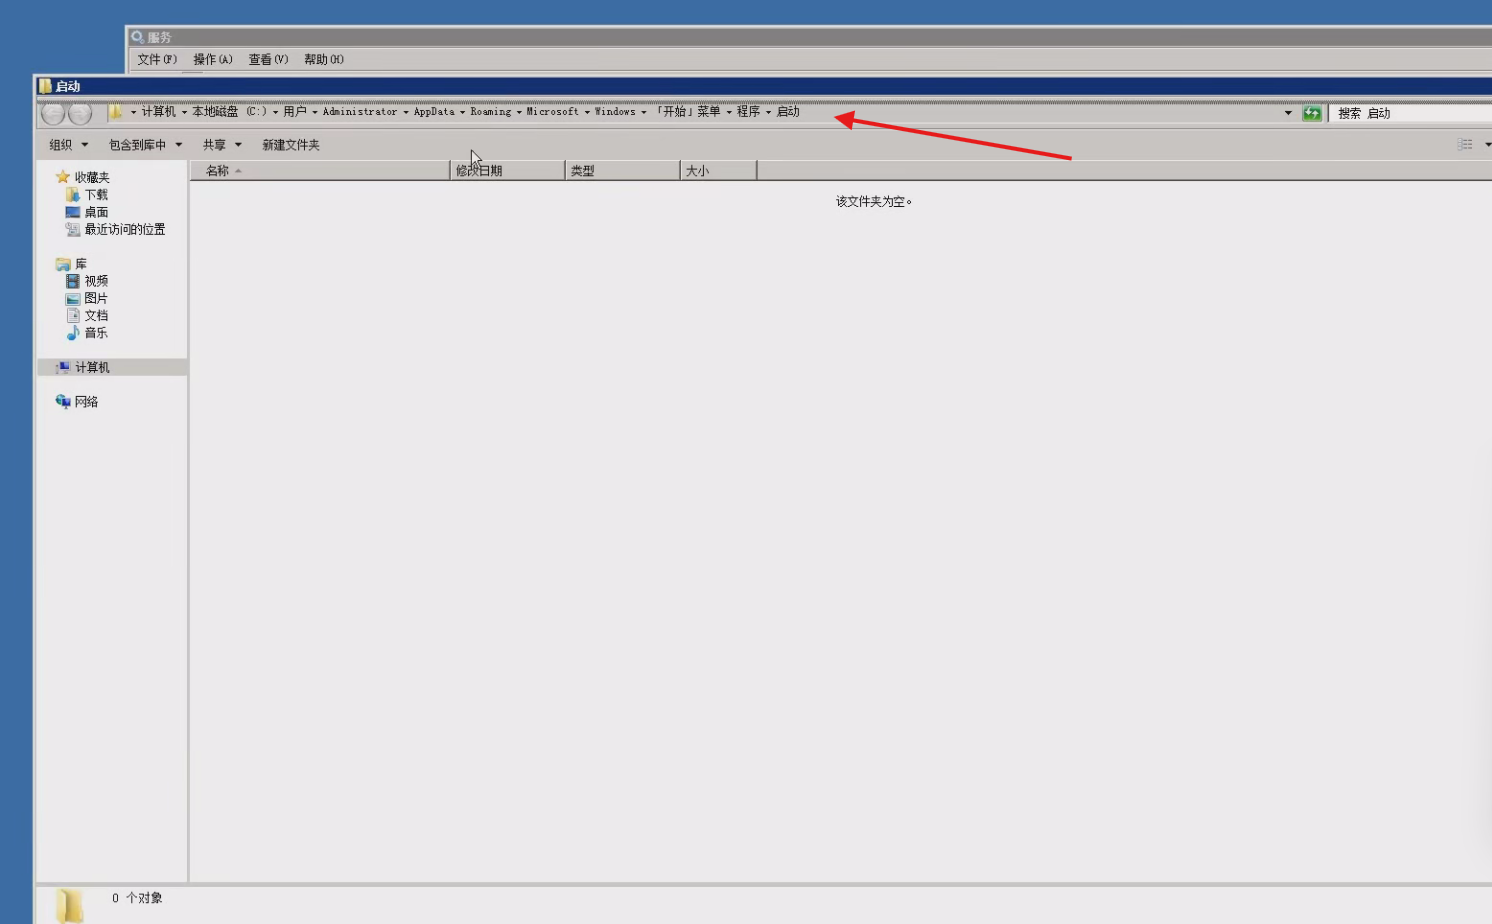 服务
文件(F) 操作(A) 查看(V) 帮助(H)
启动
计算机 本地磁盘 (C:) 用户 Administrator AppData Roaming Microsoft Windows 「开始」菜单 程序 启动 搜索 启动
组织 包含到库中 共享 新建文件夹
名称 修改日期 类型 大小
该文件夹为空。
收藏夹
下载
桌面
最近访问的位置
库
视频
图片
文档
音乐
计算机
网络
0 个对象